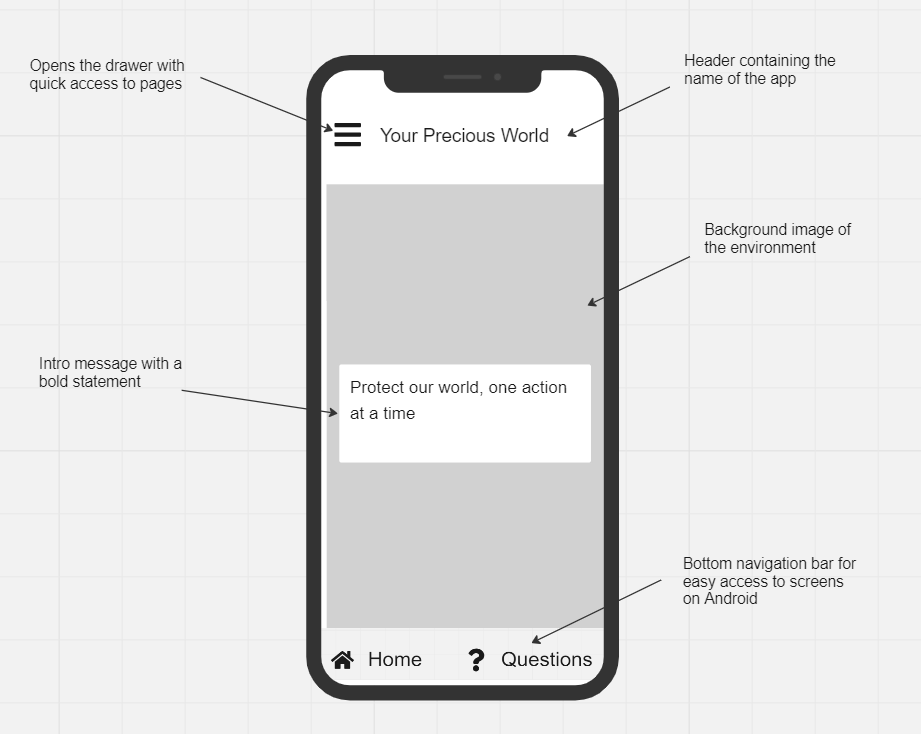 Opens the drawer with
quick access to pages
Header containing the
name of the app
Your Precious World
Background image of
the environment
Intro message with a
bold statement
Protect our world, one action
at a time
Bottom navigation bar for
easy access to screens
on Android
Home
Questions